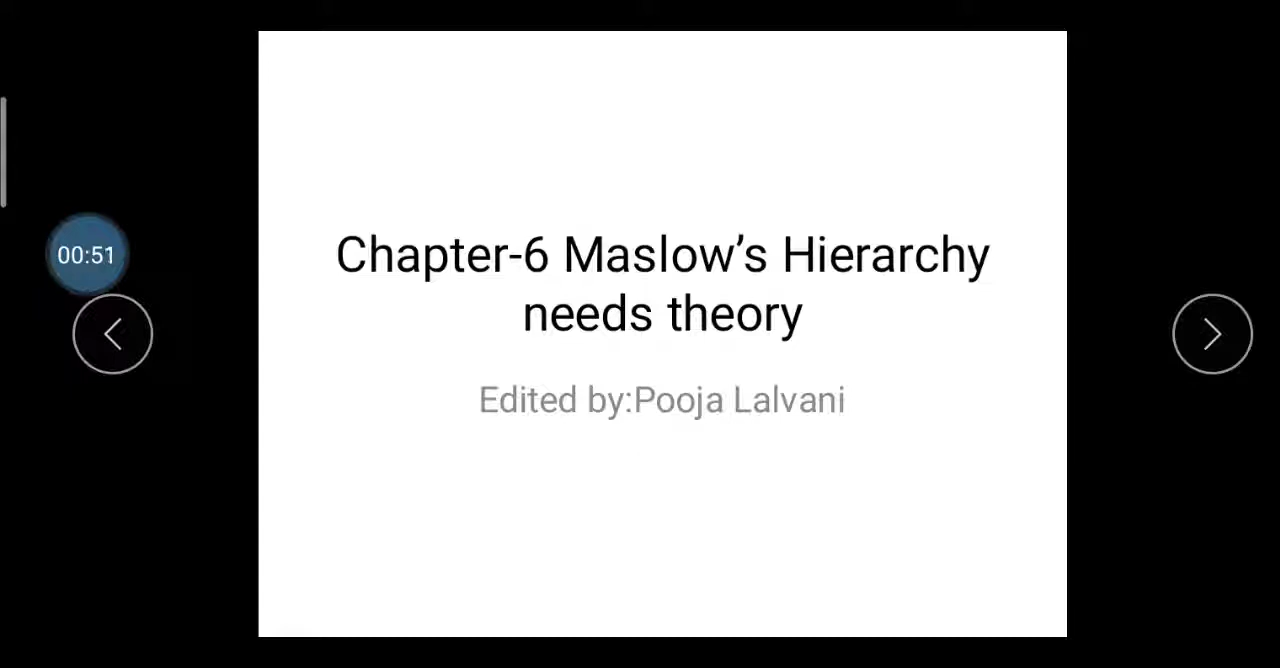 00:51
Chapter-6 Maslow’s Hierarchy
needs theory
Edited by:Pooja Lalvani